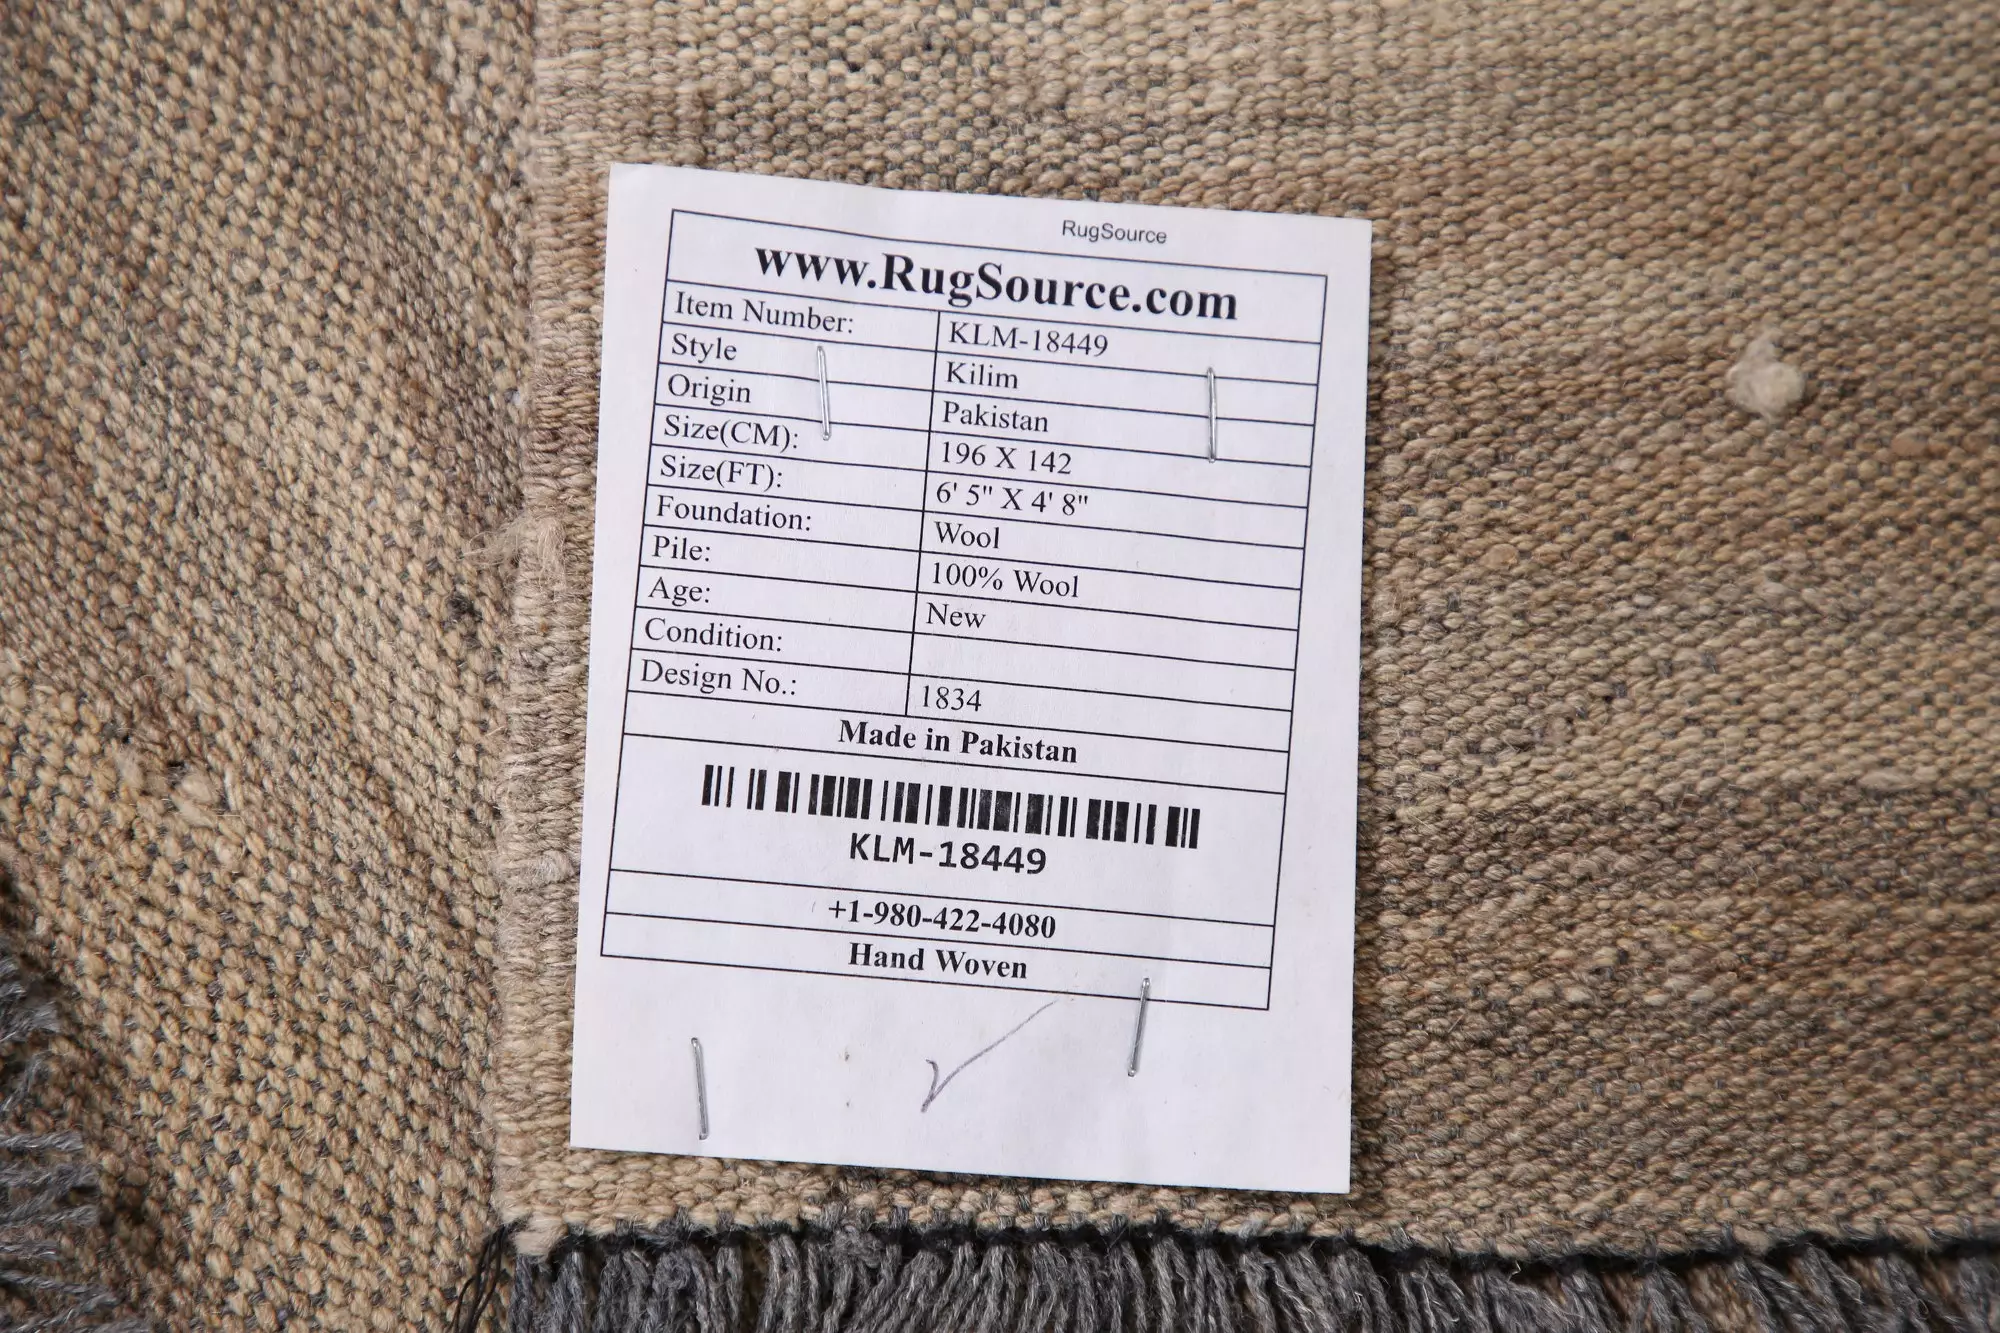 RugSource
www.RugSource.com
Item Number: KLM-18449
Style Kilim
Origin Pakistan
Size(CM): 196 X 142
Size(FT): 6' 5" X 4' 8"
Foundation: Wool
Pile: 100% Wool
Age: New
Condition:
Design No.: 1834
Made in Pakistan
KLM-18449
+1-980-422-4080
Hand Woven